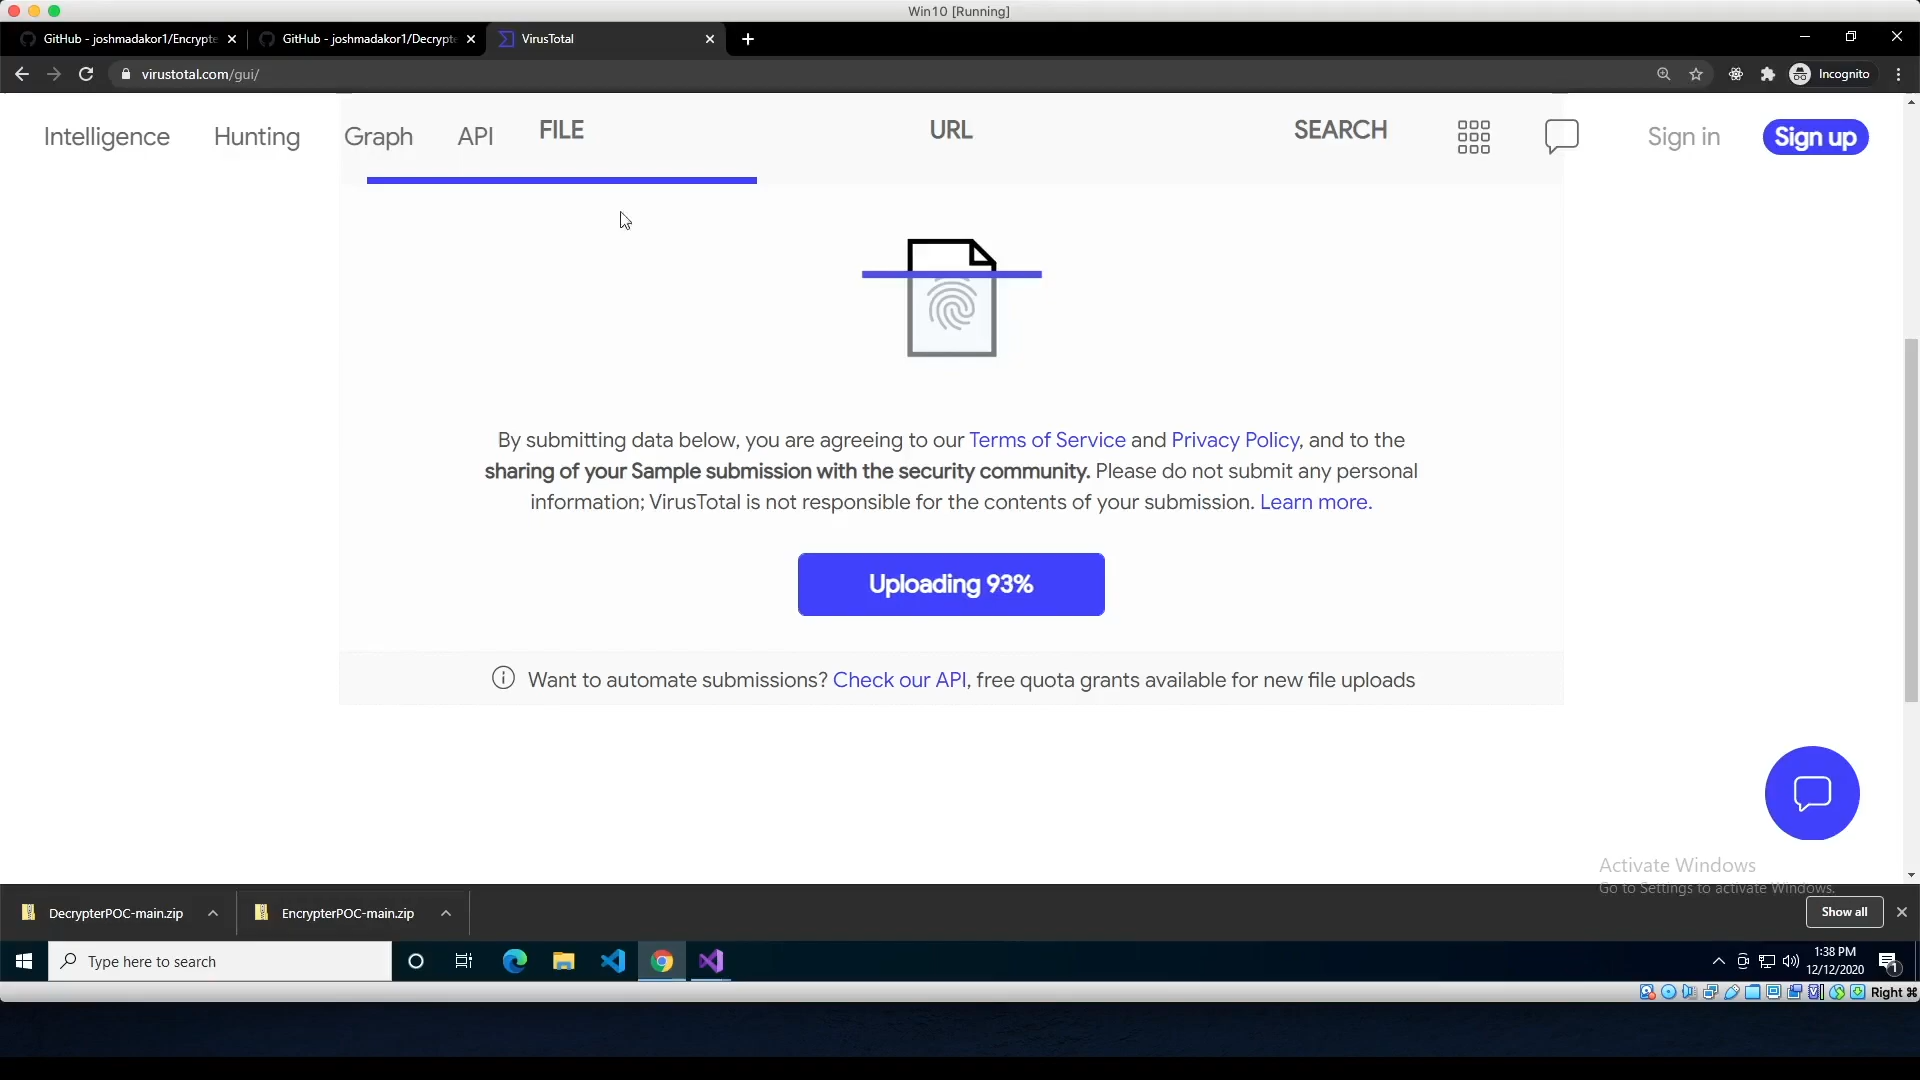 Win10 [Running]
GitHub - joshmadakor1/Encrypte
GitHub - joshmadakor1/Decrypte
VirusTotal
virustotal.com/gui/
Incognito
Intelligence
Hunting
Graph
API
FILE
URL
SEARCH
Sign in
Sign up
By submitting data below, you are agreeing to our Terms of Service and Privacy Policy, and to the
sharing of your Sample submission with the security community. Please do not submit any personal
information; VirusTotal is not responsible for the contents of your submission. Learn more.
Uploading 93%
Want to automate submissions? Check our API, free quota grants available for new file uploads
Activate Windows
Go to Settings to activate Windows.
DecrypterPOC-main.zip
EncrypterPOC-main.zip
Show all
Type here to search
1:38 PM
12/12/2020
1
Right ⌘